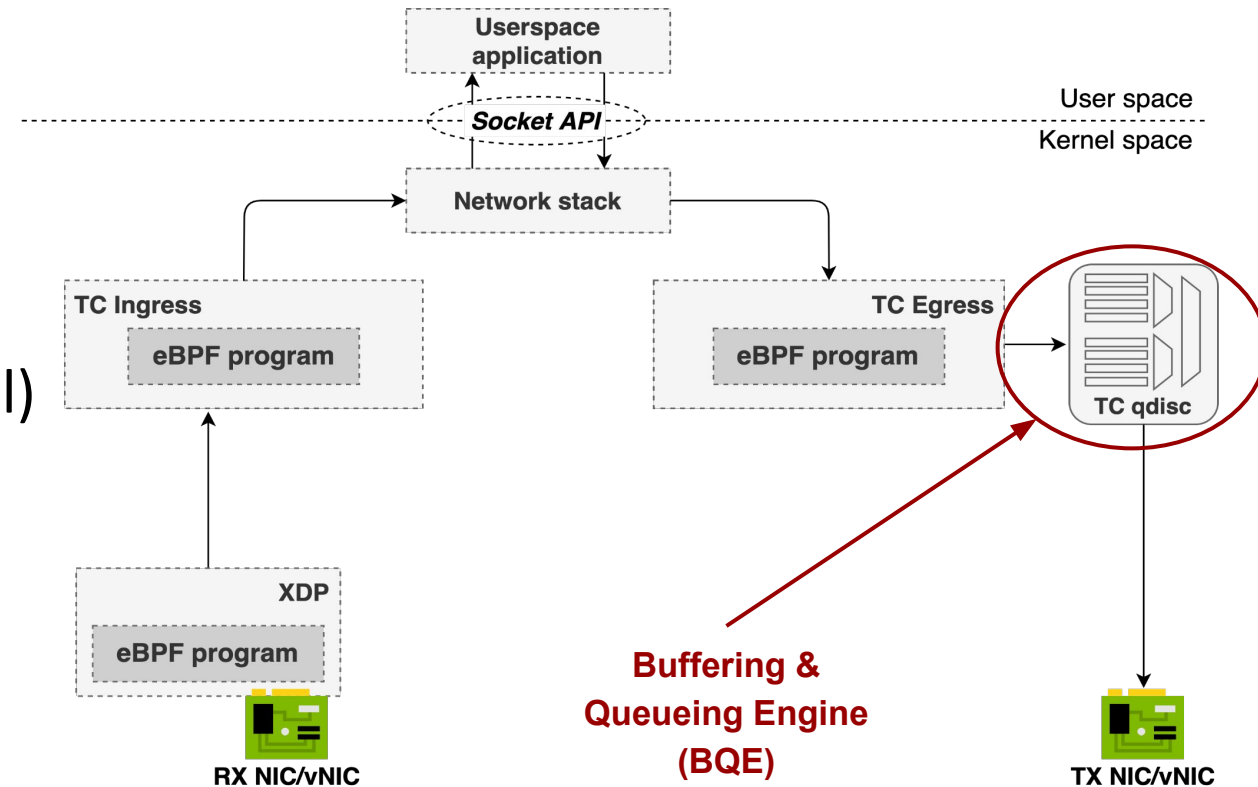 Userspace
application
User space
Socket API
Kernel space
Network stack
TC Ingress
eBPF program
TC Egress
eBPF program
TC qdisc
l)
XDP
eBPF program
Buffering &
Queueing Engine
(BQE)
RX NIC/vNIC
TX NIC/vNIC